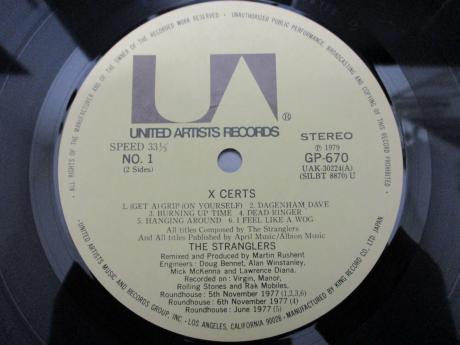 UA
®
UNITED ARTISTS RECORDS
SPEED 33⅓
NO. 1
(2 Sides)
STEREO
Ⓟ 1979
GP-670
UAK-30224(A)
(SILBT 8870) U
X CERTS
1. (GET A) GRIP (ON YOURSELF) 2. DAGENHAM DAVE
3. BURNING UP TIME 4. DEAD RINGER
5. HANGING AROUND 6. I FEEL LIKE A WOG
All titles Composed by The Stranglers
And All titles Published by April Music/Albion Music
THE STRANGLERS
Remixed and Produced by Martin Rushent
Engineers : Doug Bennet, Alan Winstanley,
Mick McKenna and Lawrence Diana.
Recorded on : Virgin, Manor,
Rolling Stones and Rak Mobiles,
Roundhouse : 5th November 1977 (1,2,3,6)
Roundhouse : 6th November 1977 (4)
Roundhouse : June 1977 (5)
ALL RIGHTS OF THE MANUFACTURER AND OF THE OWNER OF THE RECORDED WORK RESERVED. UNAUTHORIZED PUBLIC PERFORMANCE, BROADCASTING AND COPYING OF THIS RECORD PROHIBITED
• UNITED ARTISTS MUSIC AND RECORDS GROUP, INC. • LOS ANGELES, CALIFORNIA 90028 • MANUFACTURED BY KING RECORD CO. LTD, JAPAN.